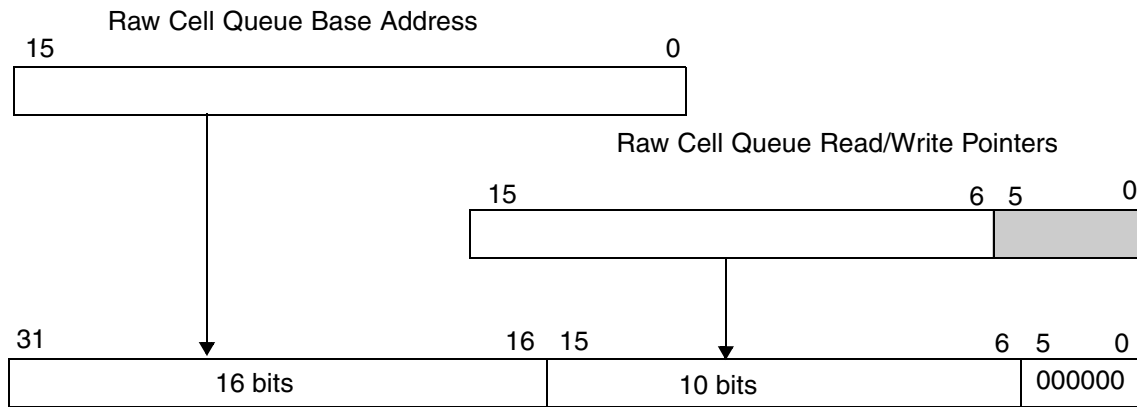 Raw Cell Queue Base Address
15 0
Raw Cell Queue Read/Write Pointers
15 6 5 0
31 16 15 6 5 0
16 bits 10 bits 000000